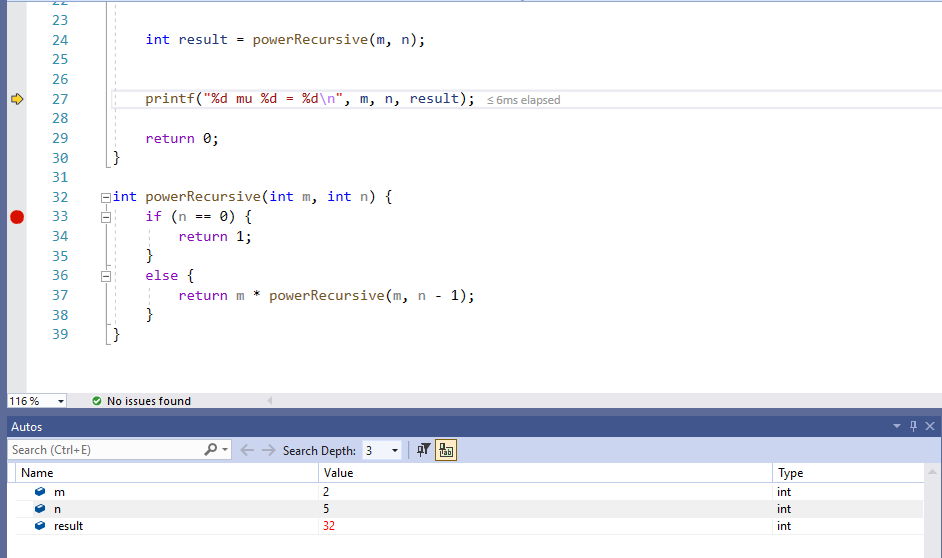 22
23
24 int result = powerRecursive(m, n);
25
26
27 printf("%d mu %d = %d\n", m, n, result); ≤ 6ms elapsed
28
29 return 0;
30 }
31
32 int powerRecursive(int m, int n) {
33 if (n == 0) {
34 return 1;
35 }
36 else {
37 return m * powerRecursive(m, n - 1);
38 }
39 }
116 % No issues found
Autos
Search (Ctrl+E) Search Depth: 3
Name Value Type
m 2 int
n 5 int
result 32 int